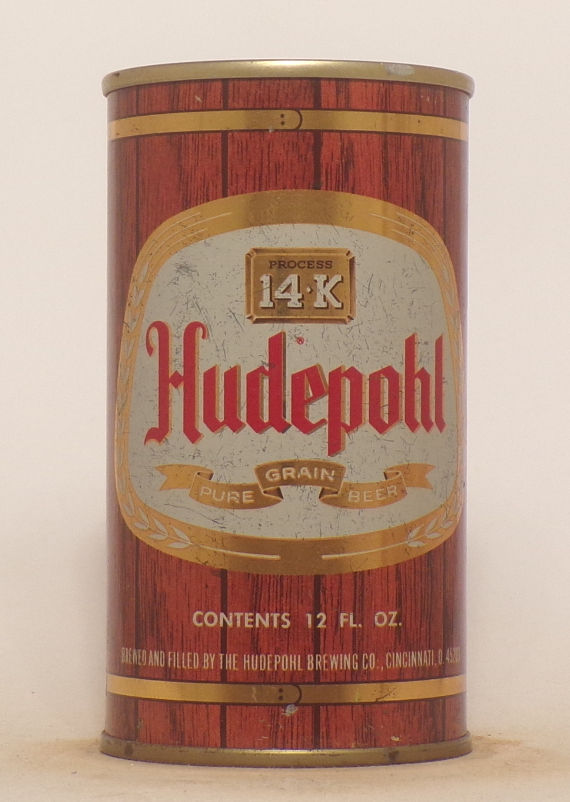 PROCESS
14·K
Hudepohl
PURE GRAIN BEER
CONTENTS 12 FL. OZ.
BREWED AND FILLED BY THE HUDEPOHL BREWING CO., CINCINNATI, O.